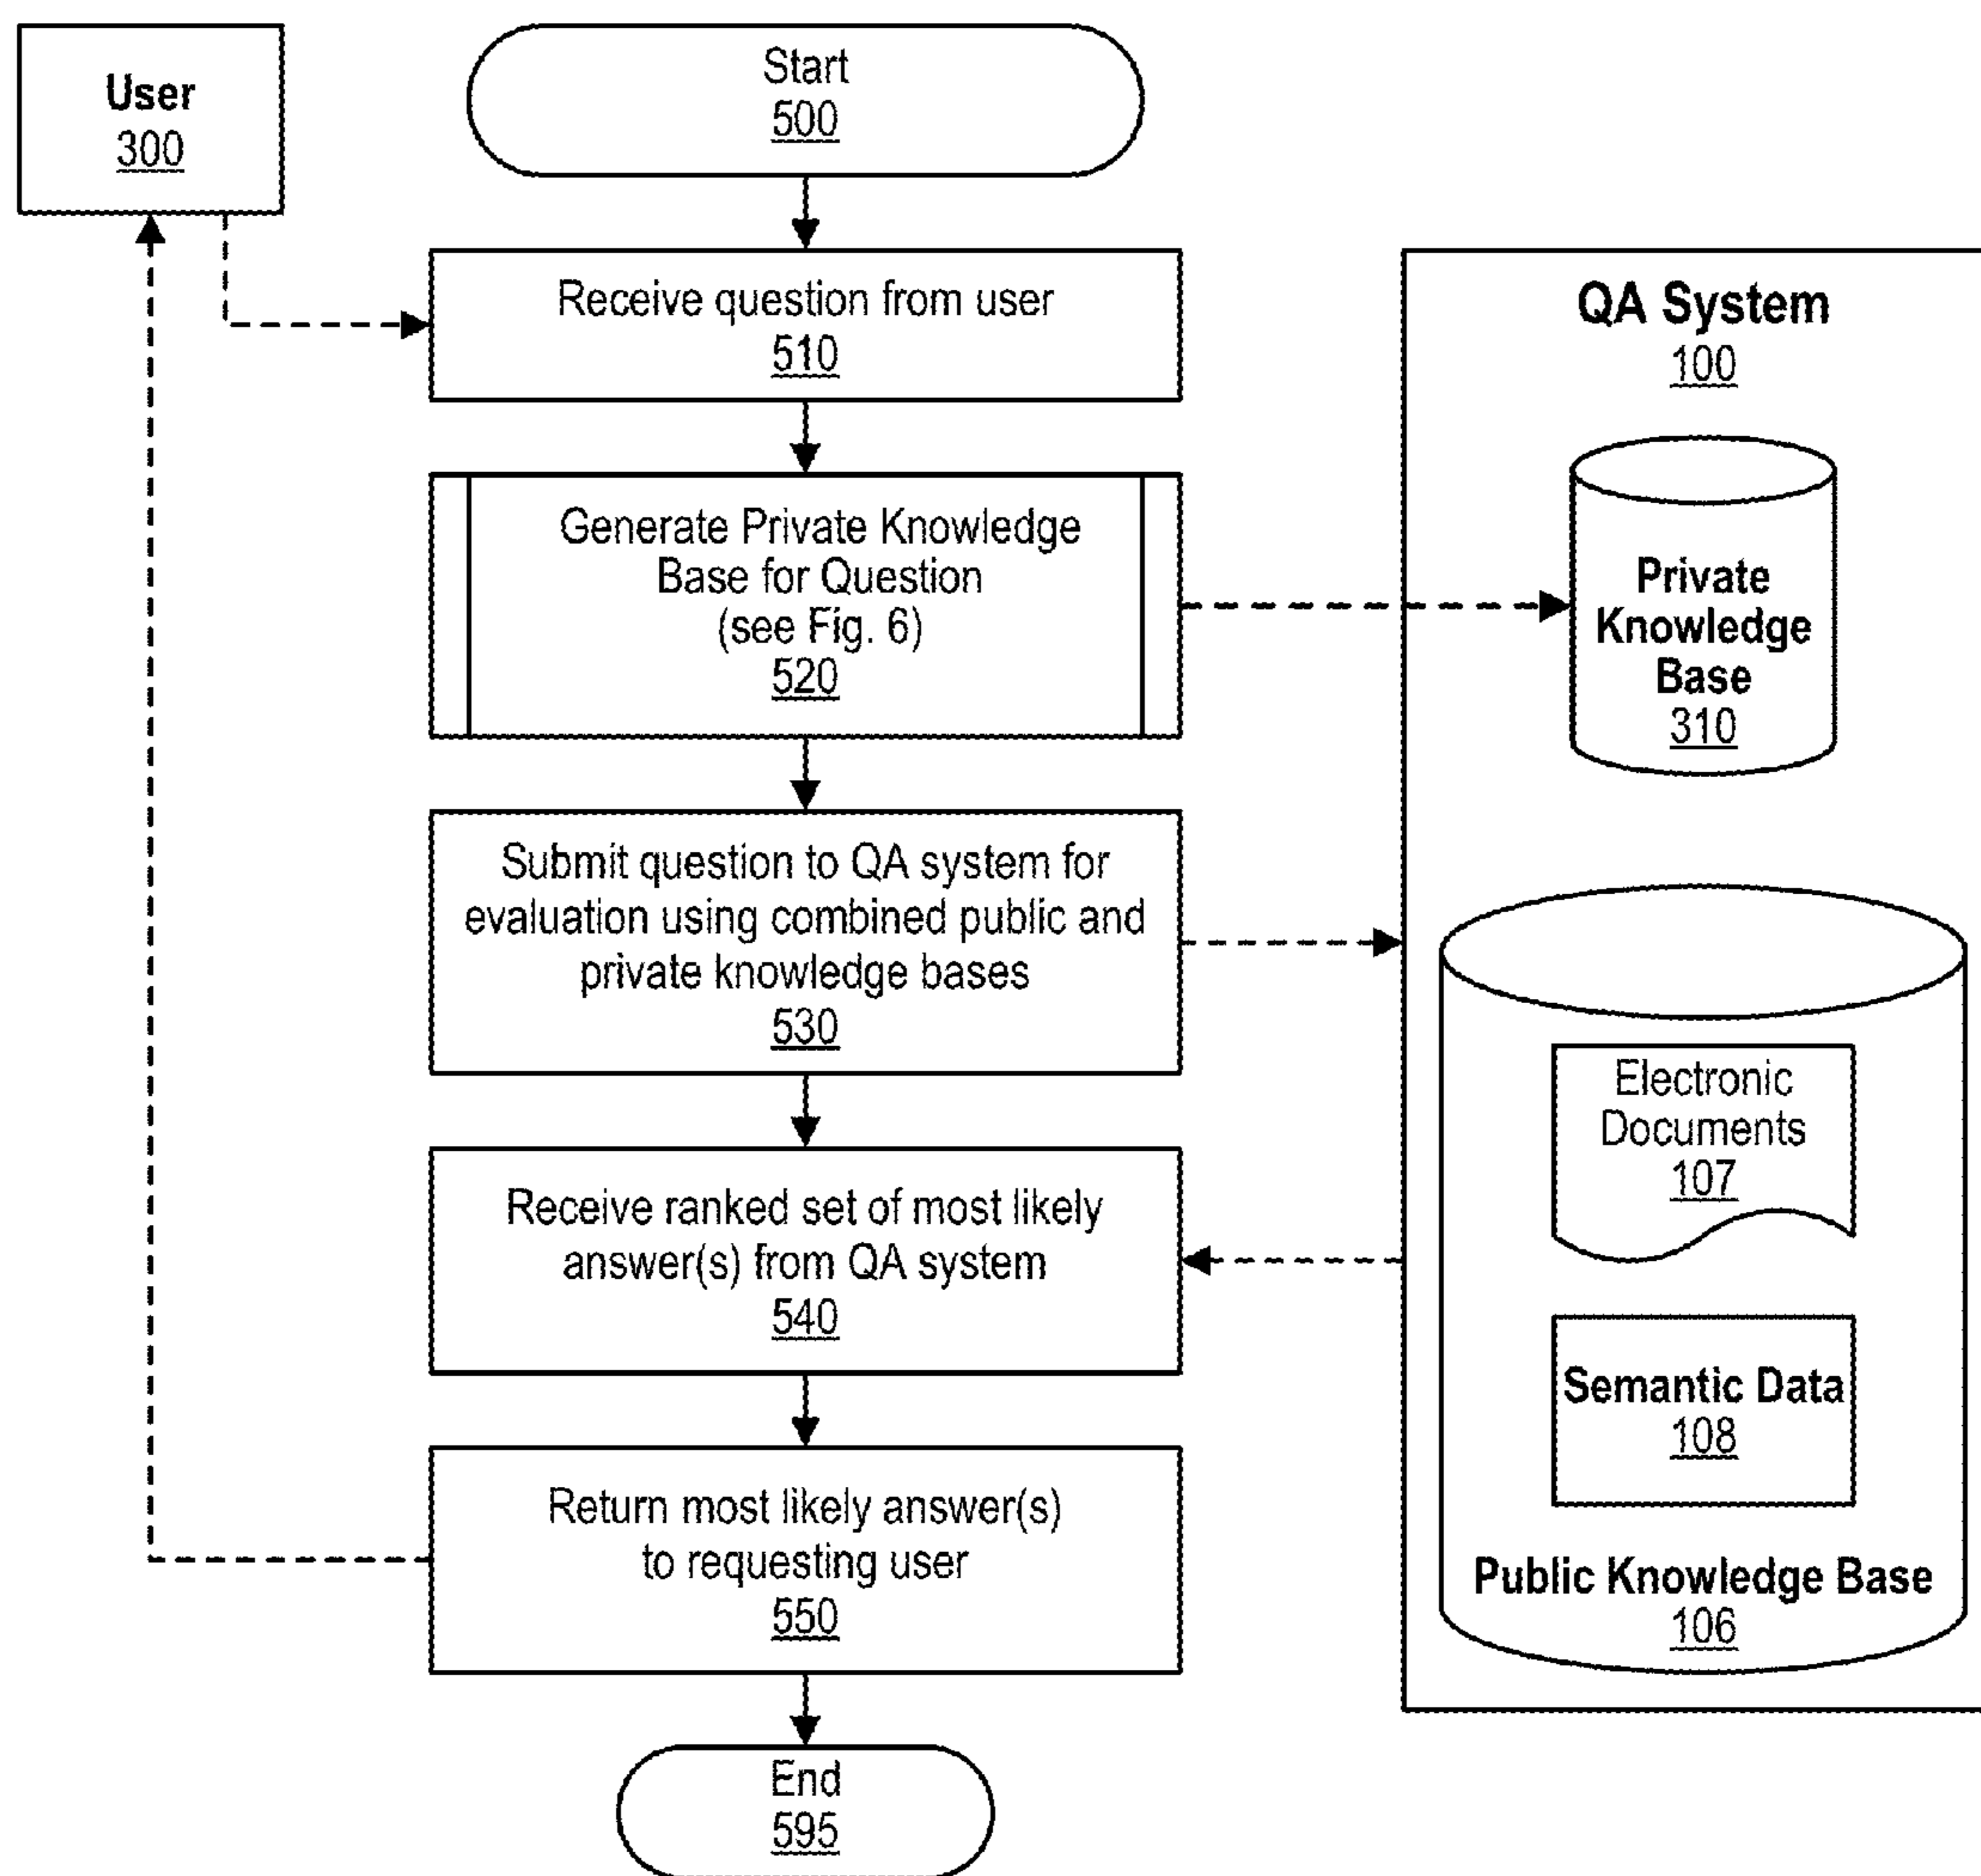 User
300
Start
500
Receive question from user
510
Generate Private Knowledge
Base for Question
(see Fig. 6)
520
Submit question to QA system for
evaluation using combined public and
private knowledge bases
530
Receive ranked set of most likely
answer(s) from QA system
540
Return most likely answer(s)
to requesting user
550
End
595
QA System
100
Private
Knowledge
Base
310
Electronic
Documents
107
Semantic Data
108
Public Knowledge Base
106